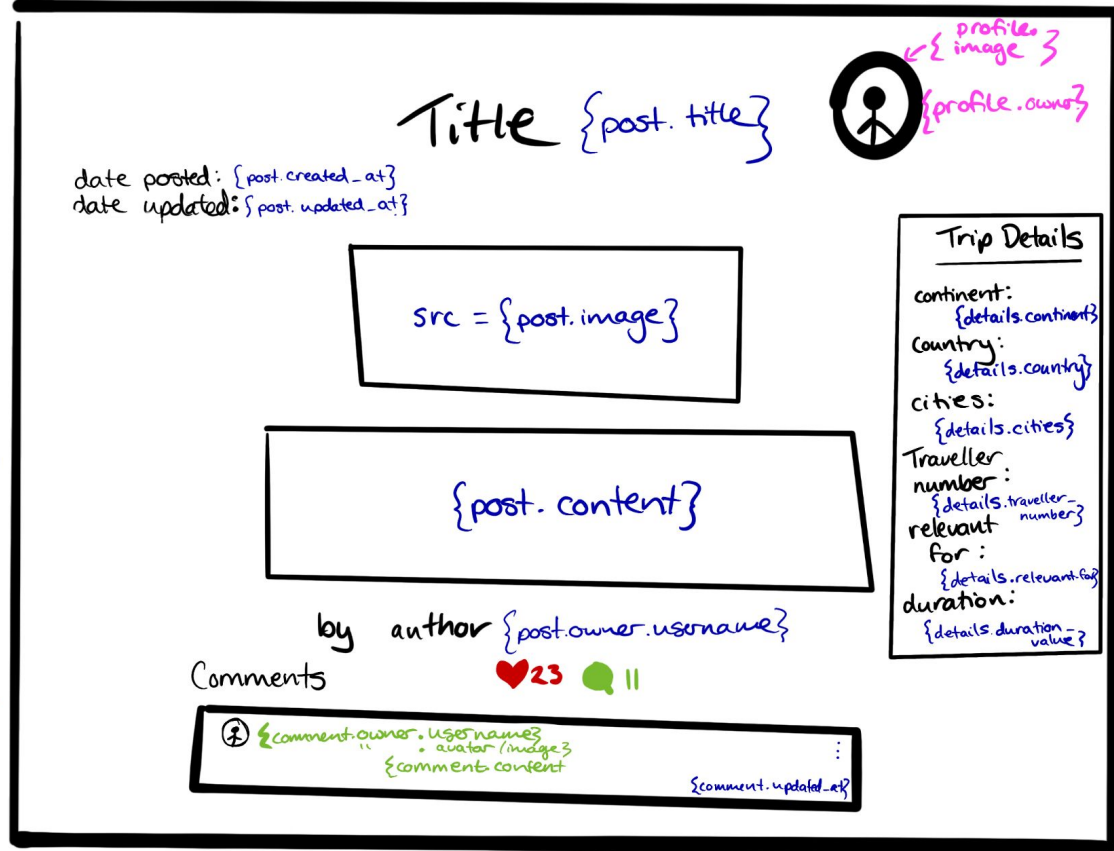 {profile.
image }
{profile.owner}
Title {post.title}
date posted: {post.created_at}
date updated: {post.updated_at}
src = {post.image}
{post.content}
by author {post.owner.username}
Comments
23 11
{comment.owner.username}
" . avatar/image}
{comment.content
{comment.updated_at}
Trip Details
continent:
{details.continent}
Country:
{details.country}
cities:
{details.cities}
Traveller
number:
{details.traveller_
number}
relevant
for:
{details.relevant.for}
duration:
{details.duration_
value}